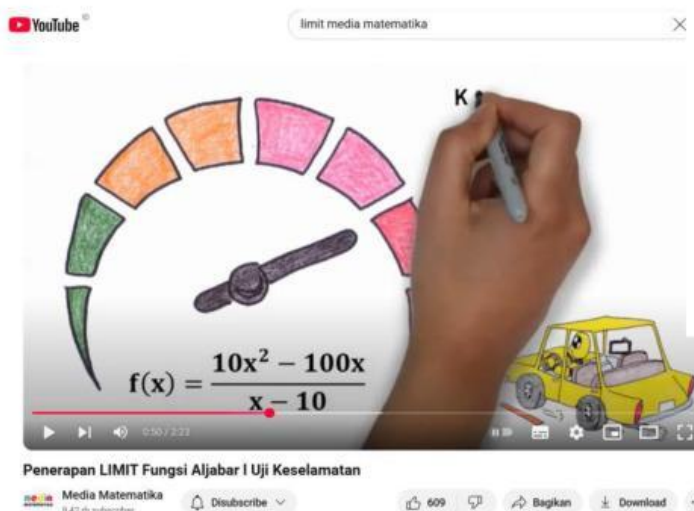 YouTube
limit media matematika
K
f(x) = \frac{10x² − 100x}{x − 10}
0:50 / 2:23
Penerapan LIMIT Fungsi Aljabar l Uji Keselamatan
Media Matematika
Disubscribe
609
Bagikan
Download